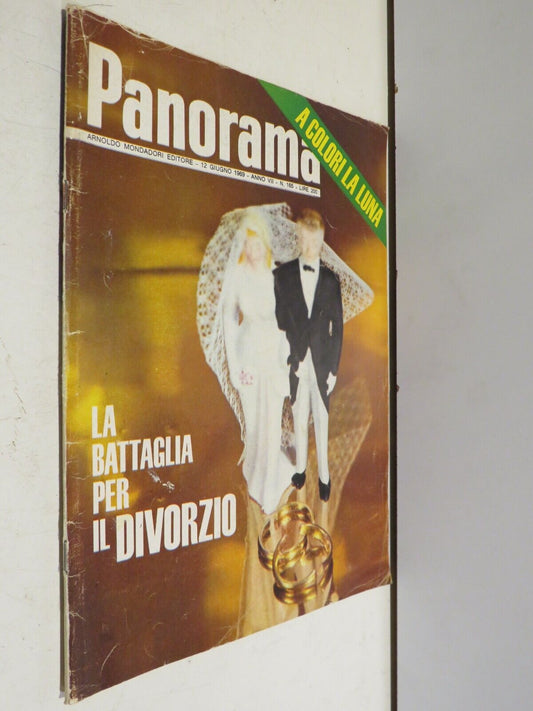 Panorama
ARNOLDO MONDADORI EDITORE - 12 GIUGNO 1969 - ANNO VII - N. 165 - LIRE 200
A COLORI LA LUNA
LA
BATTAGLIA
PER
IL DIVORZIO